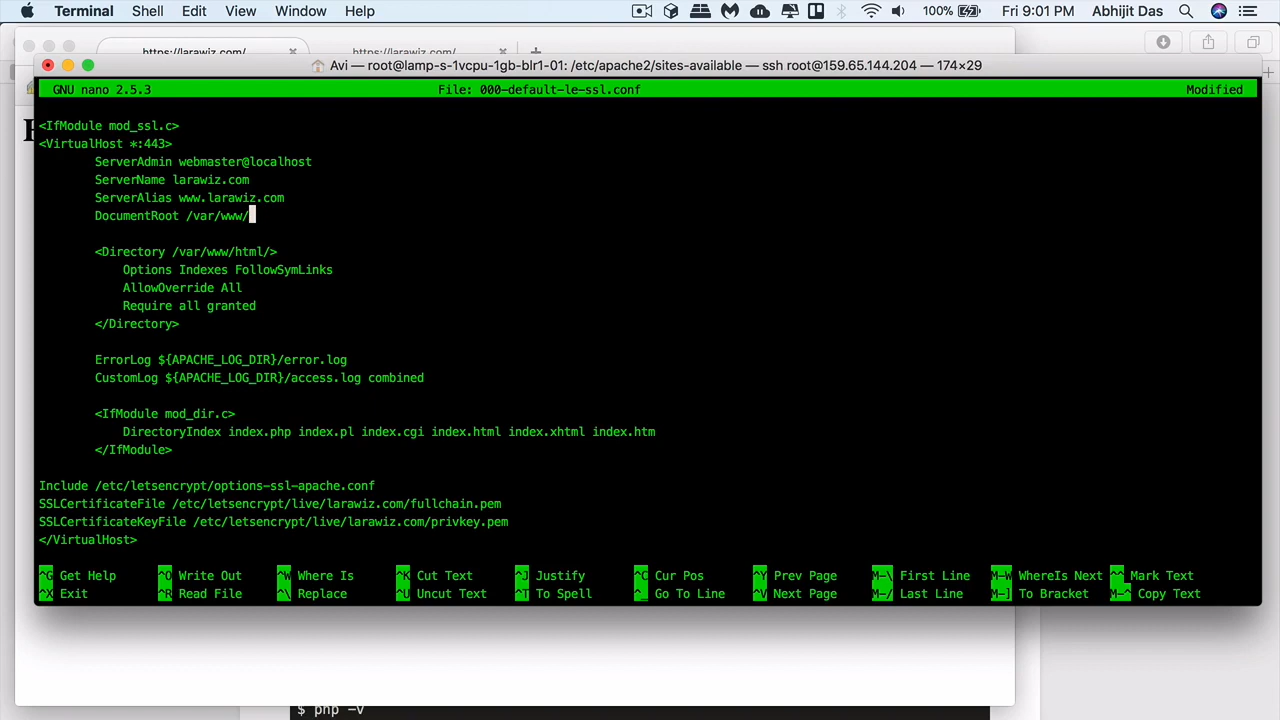 Terminal Shell Edit View Window Help 100% Fri 9:01 PM Abhijit Das
https://larawiz.com/ https://larawiz.com/
Avi — root@lamp-s-1vcpu-1gb-blr1-01: /etc/apache2/sites-available — ssh root@159.65.144.204 — 174×29
GNU nano 2.5.3 File: 000-default-le-ssl.conf Modified
<IfModule mod_ssl.c>
<VirtualHost *:443>
ServerAdmin webmaster@localhost
ServerName larawiz.com
ServerAlias www.larawiz.com
DocumentRoot /var/www/
<Directory /var/www/html/>
Options Indexes FollowSymLinks
AllowOverride All
Require all granted
</Directory>
ErrorLog ${APACHE_LOG_DIR}/error.log
CustomLog ${APACHE_LOG_DIR}/access.log combined
<IfModule mod_dir.c>
DirectoryIndex index.php index.pl index.cgi index.html index.xhtml index.htm
</IfModule>
Include /etc/letsencrypt/options-ssl-apache.conf
SSLCertificateFile /etc/letsencrypt/live/larawiz.com/fullchain.pem
SSLCertificateKeyFile /etc/letsencrypt/live/larawiz.com/privkey.pem
</VirtualHost>
^G Get Help ^O Write Out ^W Where Is ^K Cut Text ^J Justify ^C Cur Pos ^Y Prev Page M-\ First Line M-W WhereIs Next ^^ Mark Text
^X Exit ^R Read File ^\ Replace ^U Uncut Text ^T To Spell ^_ Go To Line ^V Next Page M-/ Last Line M-] To Bracket M-^ Copy Text
$ php -v